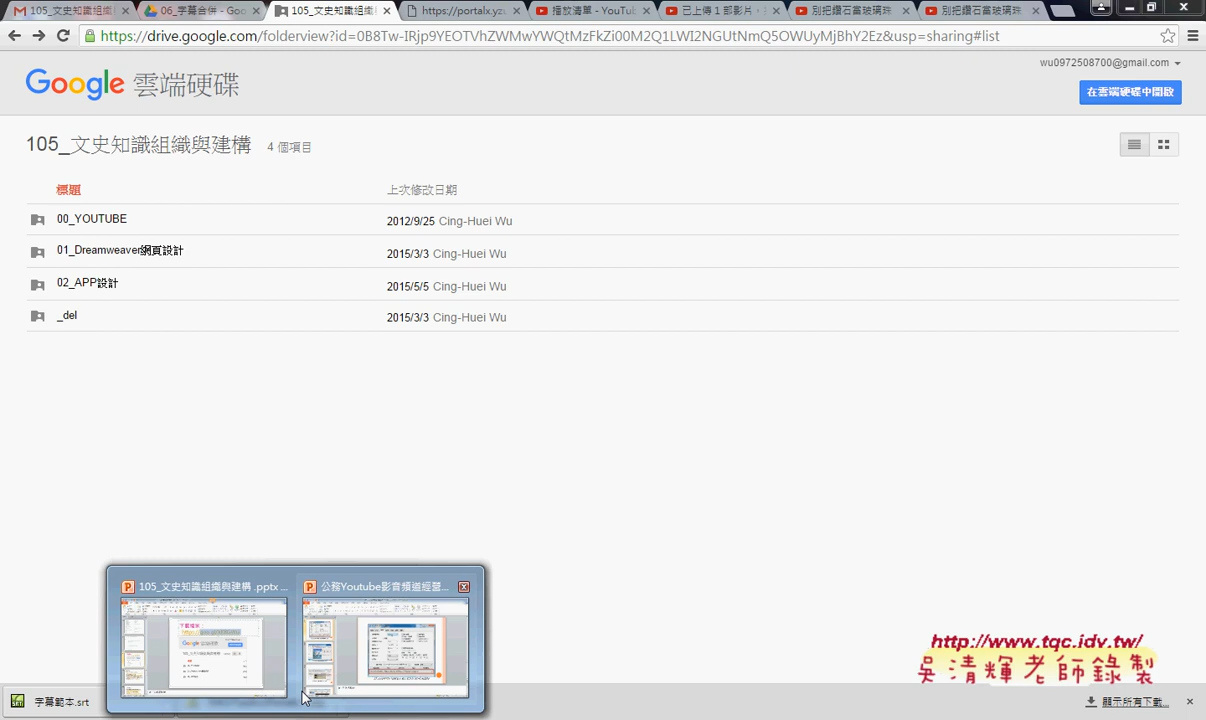 105_文史知識組織
06_字幕合併 - Goo
105_文史知識組織
https://portalx.yz
播放清單 - YouTu
已上傳 1 部影片，
別把鑽石當玻璃珠
別把鑽石當玻璃珠
https://drive.google.com/folderview?id=0B8Tw-IRjp9YEOTVhZWMwYWQtMzFkZi00M2Q1LWI2NGUtNmQ5OWUyMjBhY2Ez&usp=sharing#list
wu0972508700@gmail.com
Google 雲端硬碟
在雲端硬碟中開啟
105_文史知識組織與建構 4 個項目
標題 上次修改日期
00_YOUTUBE 2012/9/25 Cing-Huei Wu
01_Dreamweaver網頁設計 2015/3/3 Cing-Huei Wu
02_APP設計 2015/5/5 Cing-Huei Wu
_del 2015/3/3 Cing-Huei Wu
105_文史知識組織與建構 .pptx ...
公務Youtube影音頻道經營...
下載檔案：
http://www.tqc.idv.tw/
吳清輝老師錄製
字幕範本.srt
顯示所有下載...